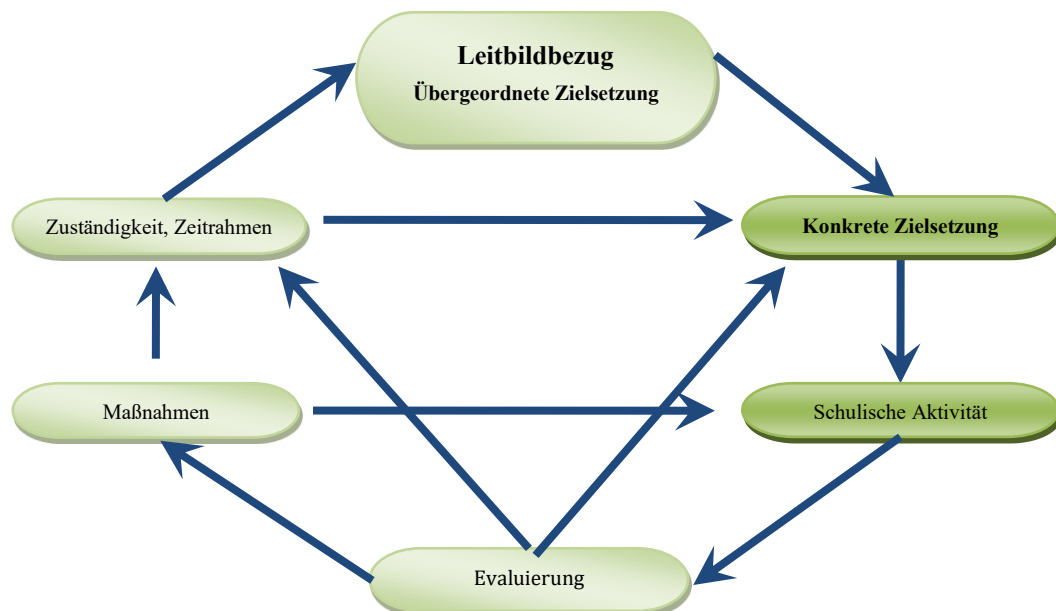 Leitbildbezug
Übergeordnete Zielsetzung
Zuständigkeit, Zeitrahmen
Konkrete Zielsetzung
Maßnahmen
Schulische Aktivität
Evaluierung